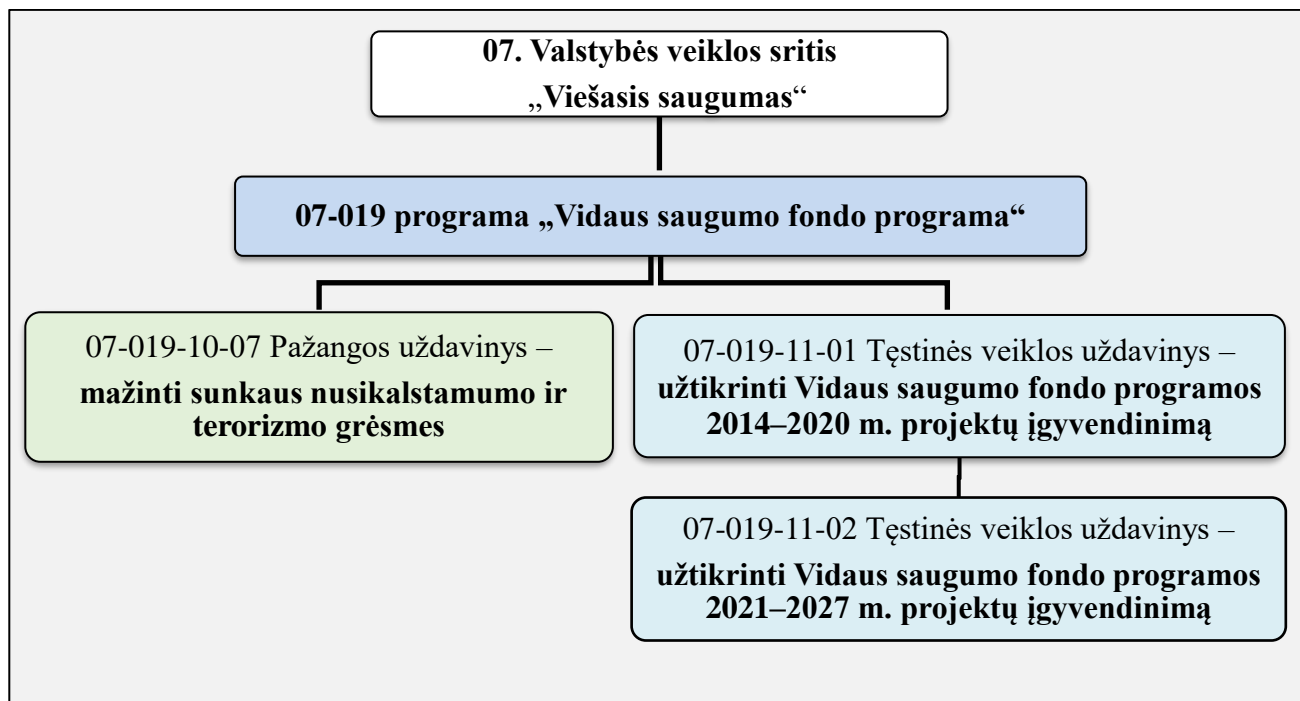 07. Valstybės veiklos sritis
„Viešasis saugumas“
07-019 programa „Vidaus saugumo fondo programa“
07-019-10-07 Pažangos uždavinys –
mažinti sunkaus nusikalstamumo ir
terorizmo grėsmes
07-019-11-01 Tęstinės veiklos uždavinys –
užtikrinti Vidaus saugumo fondo programos
2014–2020 m. projektų įgyvendinimą
07-019-11-02 Tęstinės veiklos uždavinys –
užtikrinti Vidaus saugumo fondo programos
2021–2027 m. projektų įgyvendinimą